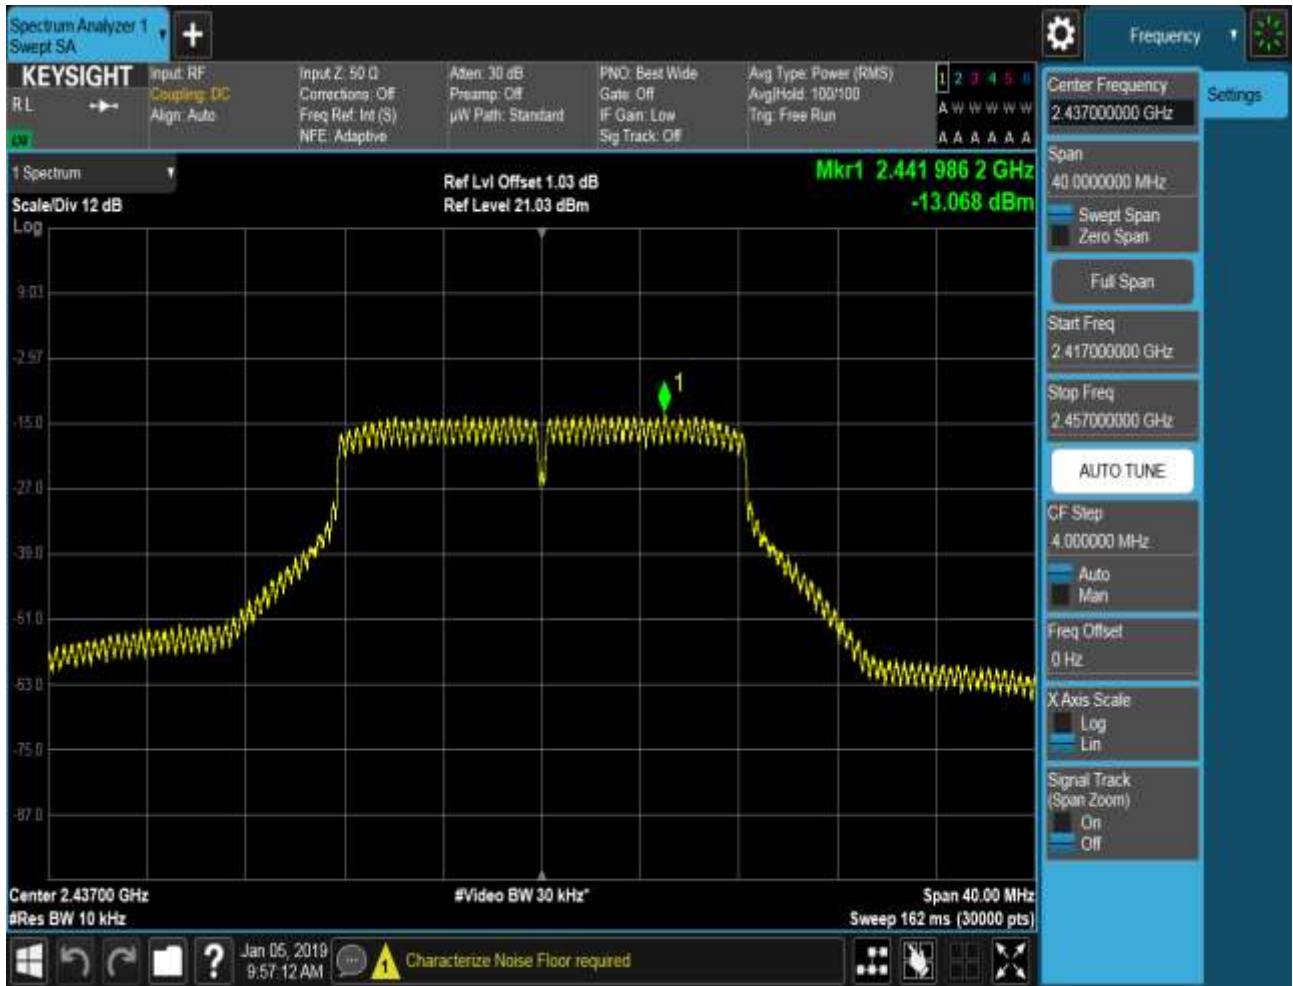 Spectrum Analyzer 1
Swept SA
+
Frequency
KEYSIGHT
RL
LXI
Input: RF
Coupling: DC
Align: Auto
Input Z: 50 Ω
Corrections: Off
Freq Ref: Int (S)
NFE: Adaptive
Atten: 30 dB
Preamp: Off
µW Path: Standard
PNO: Best Wide
Gate: Off
IF Gain: Low
Sig Track: Off
Avg Type: Power (RMS)
Avg|Hold: 100/100
Trig: Free Run
1 2 3 4 5 6
A W W W W W
A A A A A A
1 Spectrum
Scale/Div 12 dB
Log
Ref Lvl Offset 1.03 dB
Ref Level 21.03 dBm
Mkr1 2.441 986 2 GHz
-13.068 dBm
9.03
-2.97
-15.0
-27.0
-39.0
-51.0
-63.0
-75.0
-87.0
1
Center 2.43700 GHz
#Res BW 10 kHz
#Video BW 30 kHz*
Span 40.00 MHz
Sweep 162 ms (30000 pts)
Center Frequency
2.437000000 GHz
Settings
Span
40.0000000 MHz
Swept Span
Zero Span
Full Span
Start Freq
2.417000000 GHz
Stop Freq
2.457000000 GHz
AUTO TUNE
CF Step
4.000000 MHz
Auto
Man
Freq Offset
0 Hz
X Axis Scale
Log
Lin
Signal Track
(Span Zoom)
On
Off
?
Jan 05, 2019
9:57:12 AM
1
Characterize Noise Floor required